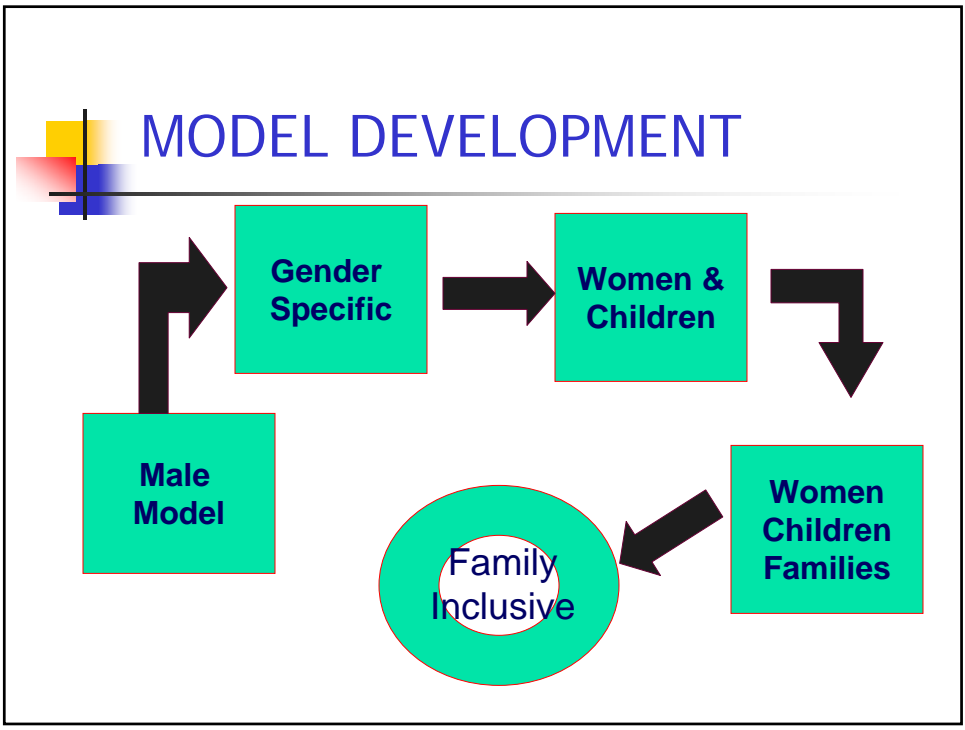 MODEL DEVELOPMENT
Gender
Specific
Women &
Children
Male
Model
Women
Children
Families
Family
Inclusive